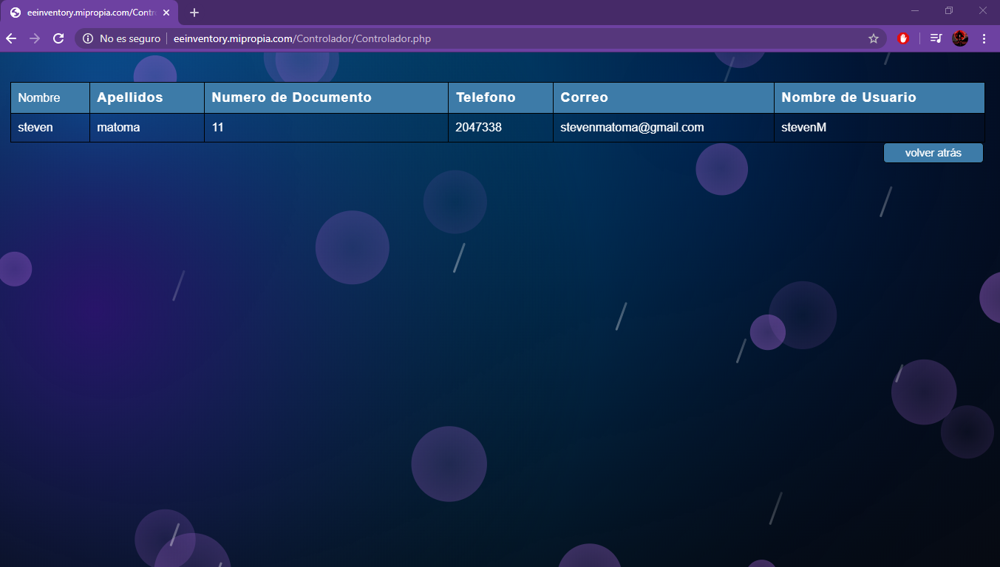 eeinventory.mipropia.com/Contro
No es seguro eeinventory.mipropia.com/Controlador/Controlador.php
Nombre Apellidos Numero de Documento Telefono Correo Nombre de Usuario
steven matoma 11 2047338 stevenmatoma@gmail.com stevenM
volver atrás